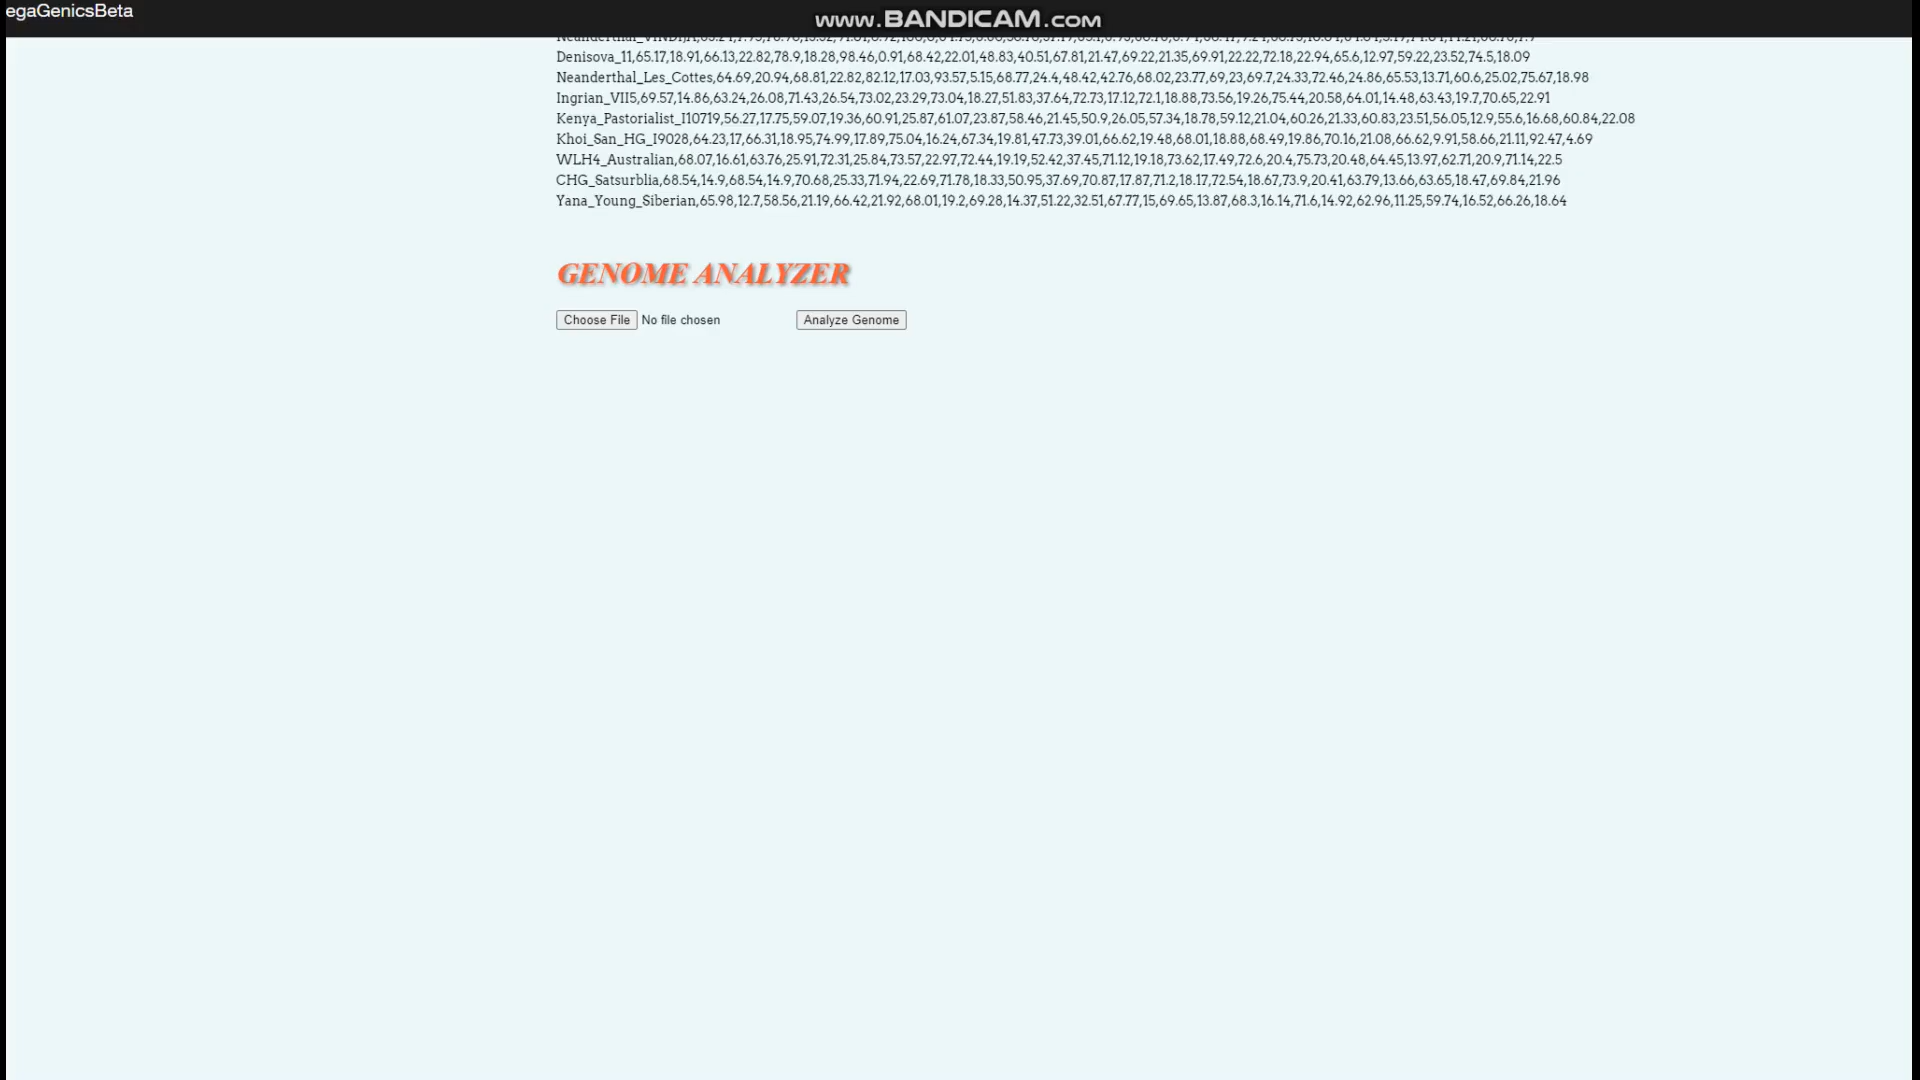 egaGenicsBeta
www.BANDICAM.com
Denisova_11,65.17,18.91,66.13,22.82,78.9,18.28,98.46,0.91,68.42,22.01,48.83,40.51,67.81,21.47,69.22,21.35,69.91,22.22,72.18,22.94,65.6,12.97,59.22,23.52,74.5,18.09
Neanderthal_Les_Cottes,64.69,20.94,68.81,22.82,82.12,17.03,93.57,5.15,68.77,24.4,48.42,42.76,68.02,23.77,69,23,69.7,24.33,72.46,24.86,65.53,13.71,60.6,25.02,75.67,18.98
Ingrian_VII5,69.57,14.86,63.24,26.08,71.43,26.54,73.02,23.29,73.04,18.27,51.83,37.64,72.73,17.12,72.1,18.88,73.56,19.26,75.44,20.58,64.01,14.48,63.43,19.7,70.65,22.91
Kenya_Pastorialist_I10719,56.27,17.75,59.07,19.36,60.91,25.87,61.07,23.87,58.46,21.45,50.9,26.05,57.34,18.78,59.12,21.04,60.26,21.33,60.83,23.51,56.05,12.9,55.6,16.68,60.84,22.08
Khoi_San_HG_I9028,64.23,17,66.31,18.95,74.99,17.89,75.04,16.24,67.34,19.81,47.73,39.01,66.62,19.48,68.01,18.88,68.49,19.86,70.16,21.08,66.62,9.91,58.66,21.11,92.47,4.69
WLH4_Australian,68.07,16.61,63.76,25.91,72.31,25.84,73.57,22.97,72.44,19.19,52.42,37.45,71.12,19.18,73.62,17.49,72.6,20.4,75.73,20.48,64.45,13.97,62.71,20.9,71.14,22.5
CHG_Satsurblia,68.54,14.9,68.54,14.9,70.68,25.33,71.94,22.69,71.78,18.33,50.95,37.69,70.87,17.87,71.2,18.17,72.54,18.67,73.9,20.41,63.79,13.66,63.65,18.47,69.84,21.96
Yana_Young_Siberian,65.98,12.7,58.56,21.19,66.42,21.92,68.01,19.2,69.28,14.37,51.22,32.51,67.77,15,69.65,13.87,68.3,16.14,71.6,14.92,62.96,11.25,59.74,16.52,66.26,18.64
GENOME ANALYZER
Choose File No file chosen Analyze Genome